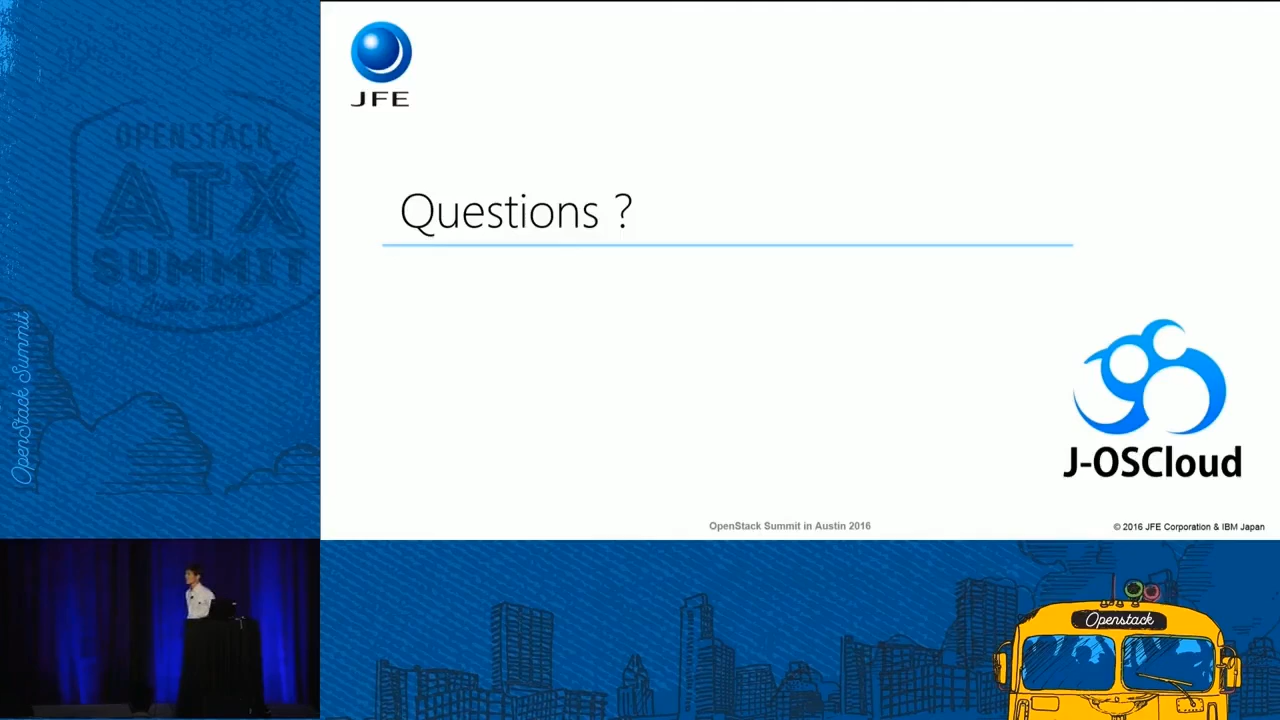 JFE
Questions ?
J-OSCloud
OpenStack Summit in Austin 2016
© 2016 JFE Corporation & IBM Japan
OPENSTACK
ATX
SUMMIT
Austin 2016
OpenStack Summit
Openstack